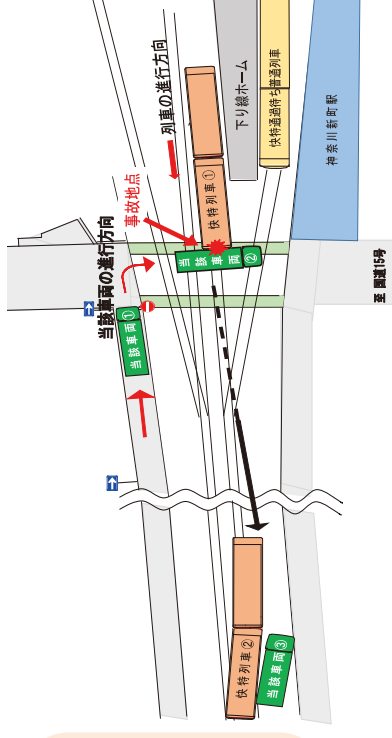 列車の進行方向
下り線ホーム
快特通過待ち普通列車
神奈川新町駅
快特列車①
事故地点
当該車両の進行方向
当該車両②
当該車両①
至 国道15号
快特列車②
当該車両③